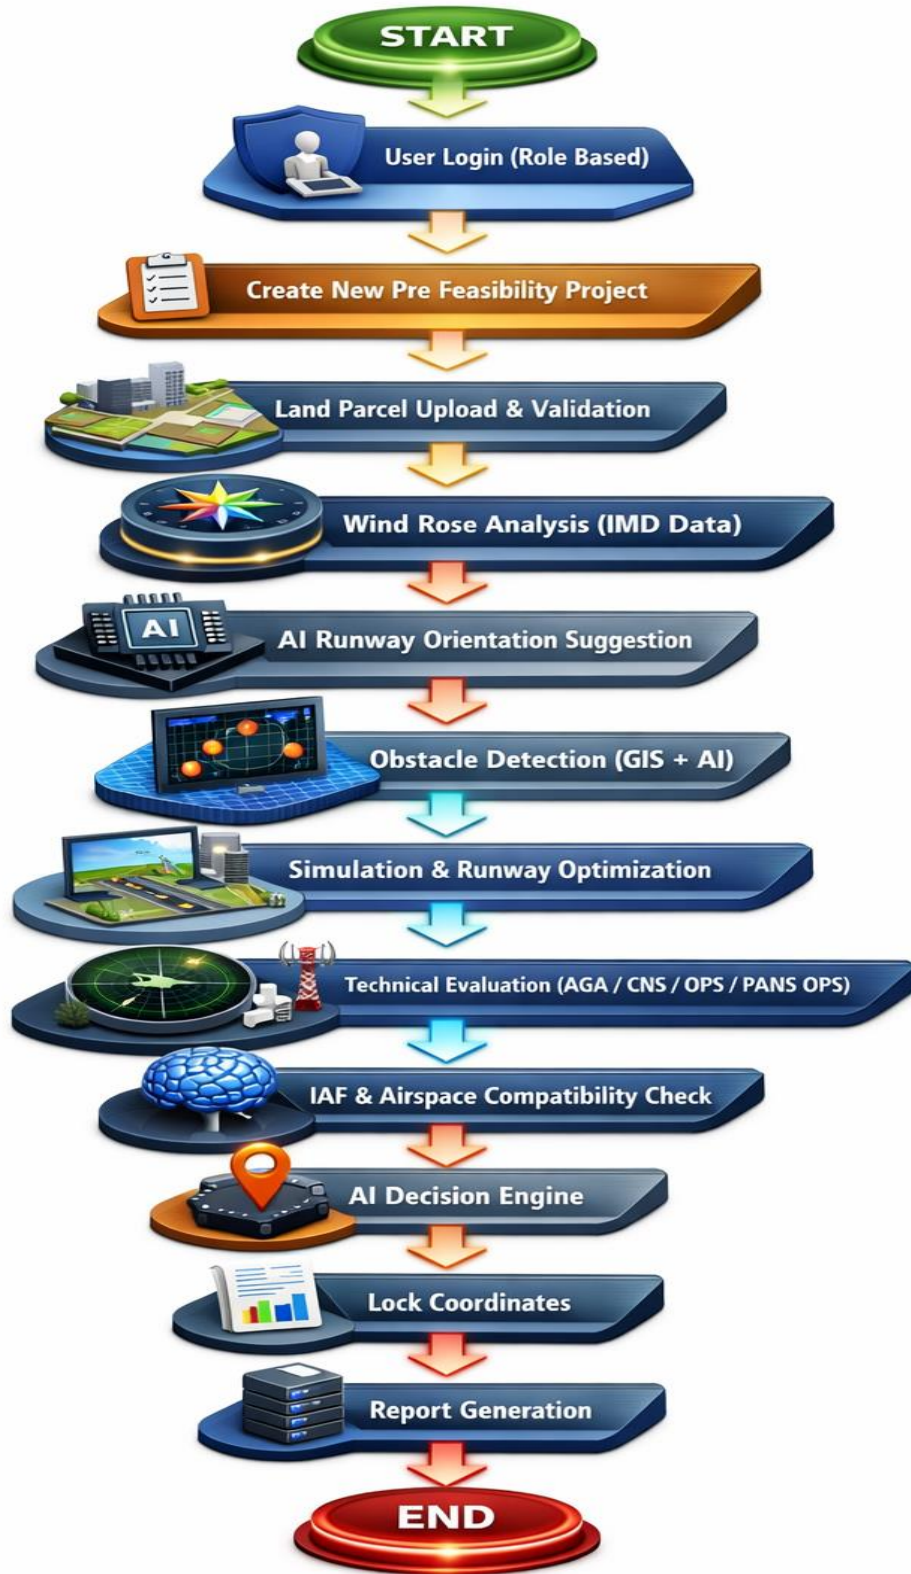 START
User Login (Role Based)
Create New Pre Feasibility Project
Land Parcel Upload & Validation
Wind Rose Analysis (IMD Data)
AI
AI Runway Orientation Suggestion
Obstacle Detection (GIS + AI)
Simulation & Runway Optimization
Technical Evaluation (AGA / CNS / OPS / PANS OPS)
IAF & Airspace Compatibility Check
AI Decision Engine
Lock Coordinates
Report Generation
END